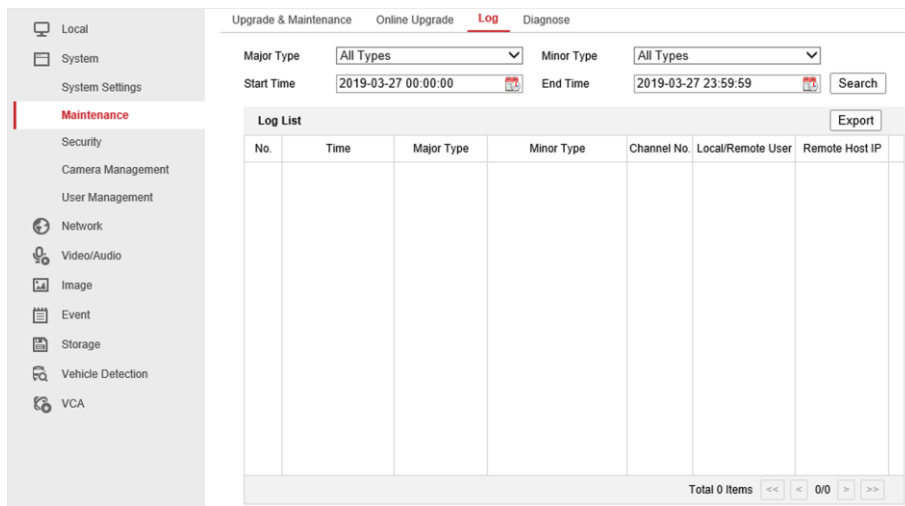 Local
System
System Settings
Maintenance
Security
Camera Management
User Management
Network
Video/Audio
Image
Event
Storage
Vehicle Detection
VCA
Upgrade & Maintenance Online Upgrade Log Diagnose
Major Type All Types Minor Type All Types
Start Time 2019-03-27 00:00:00 End Time 2019-03-27 23:59:59 Search
Log List Export
No. Time Major Type Minor Type Channel No. Local/Remote User Remote Host IP
Total 0 Items << < 0/0 > >>